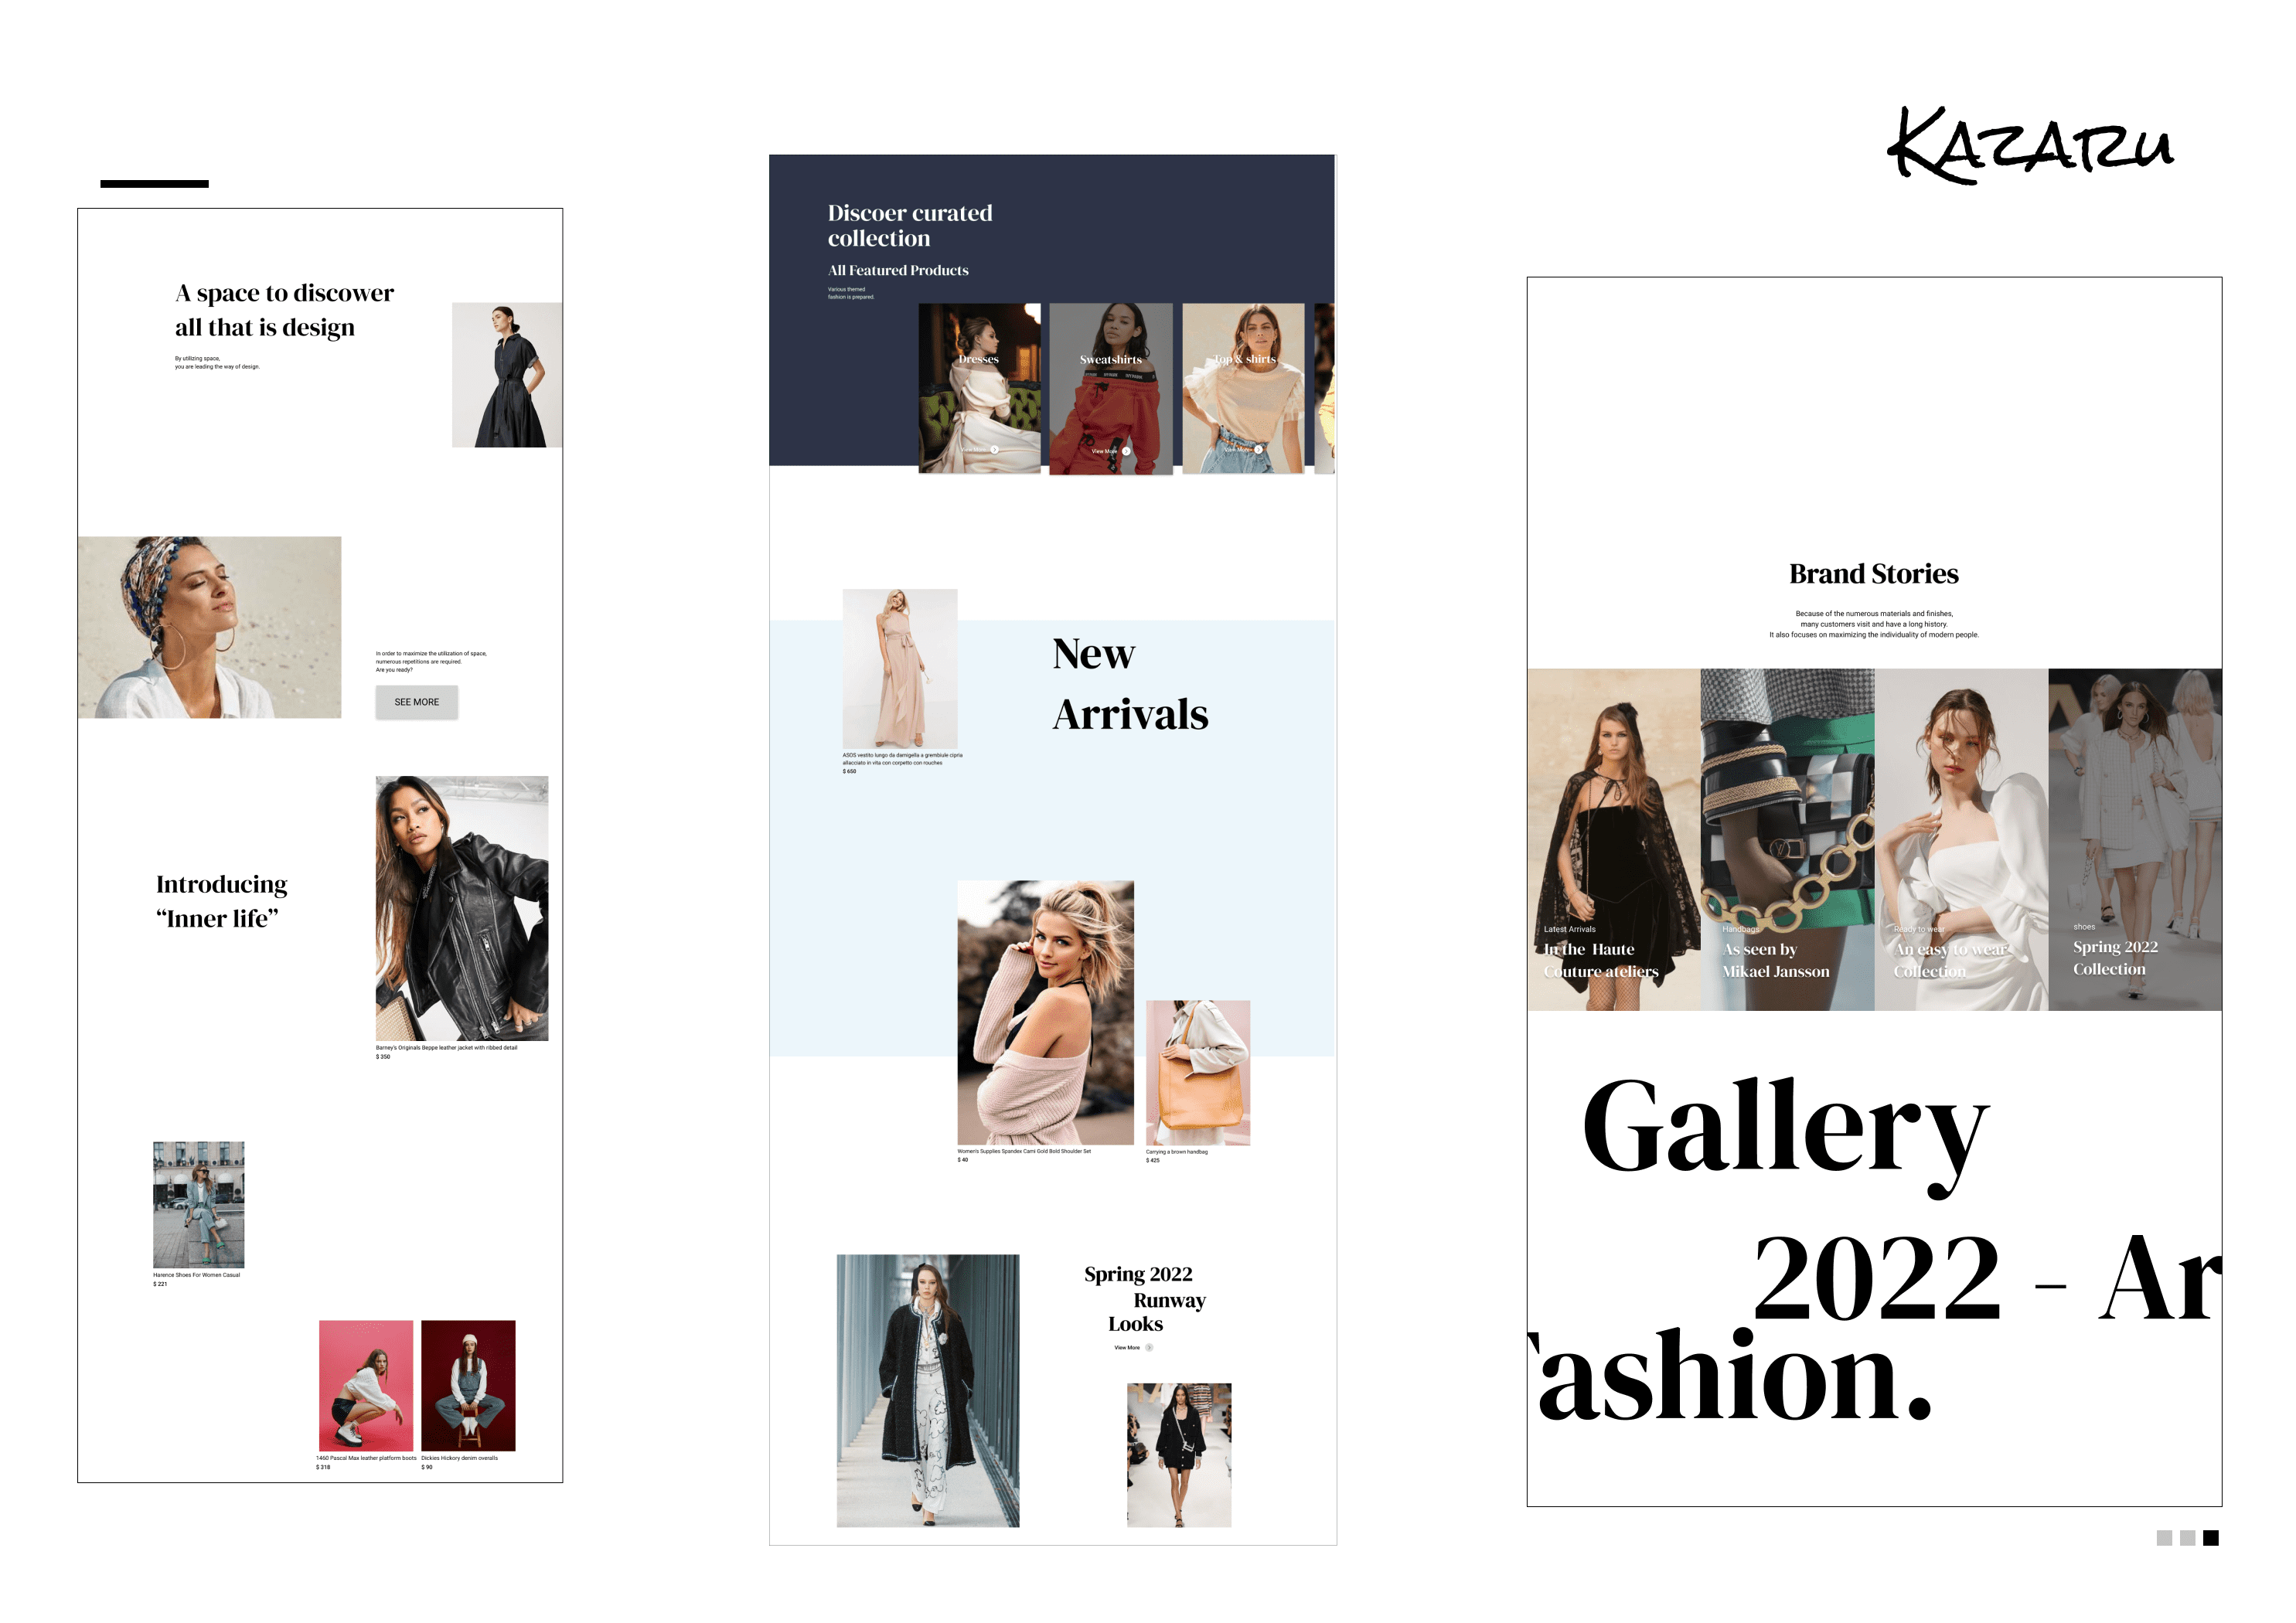 Kazaru
A space to discower
all that is design
By utilizing space,
you are leading the way of design.
In order to maximize the utilization of space,
numerous repetitions are required.
Are you ready?
SEE MORE
Introducing
“Inner life”
Barney's Originals Beppe leather jacket with ribbed detail
$ 350
Harence Shoes For Women Casual
$ 221
1460 Pascal Max leather platform boots
$ 318
Dickies Hickory denim overalls
$ 90
Discoer curated
collection
All Featured Products
Various themed
fashion is prepared.
Dresses
View More
Sweatshirts
View More
Top & shirts
View More
New
Arrivals
ASOS vestito lungo da damigella a grembiule cipria
allacciato in vita con corpetto con rouches
$ 650
Women's Supplies Spandex Cami Gold Bold Shoulder Set
$ 40
Carrying a brown handbag
$ 425
Spring 2022
Runway
Looks
View More
Brand Stories
Because of the numerous materials and finishes,
many customers visit and have a long history.
It also focuses on maximizing the individuality of modern people.
Latest Arrivals
In the Haute
Couture ateliers
Handbags
As seen by
Mikael Jansson
Ready to wear
An easy to wear
Collection
shoes
Spring 2022
Collection
Gallery
2022 - Ar
fashion.